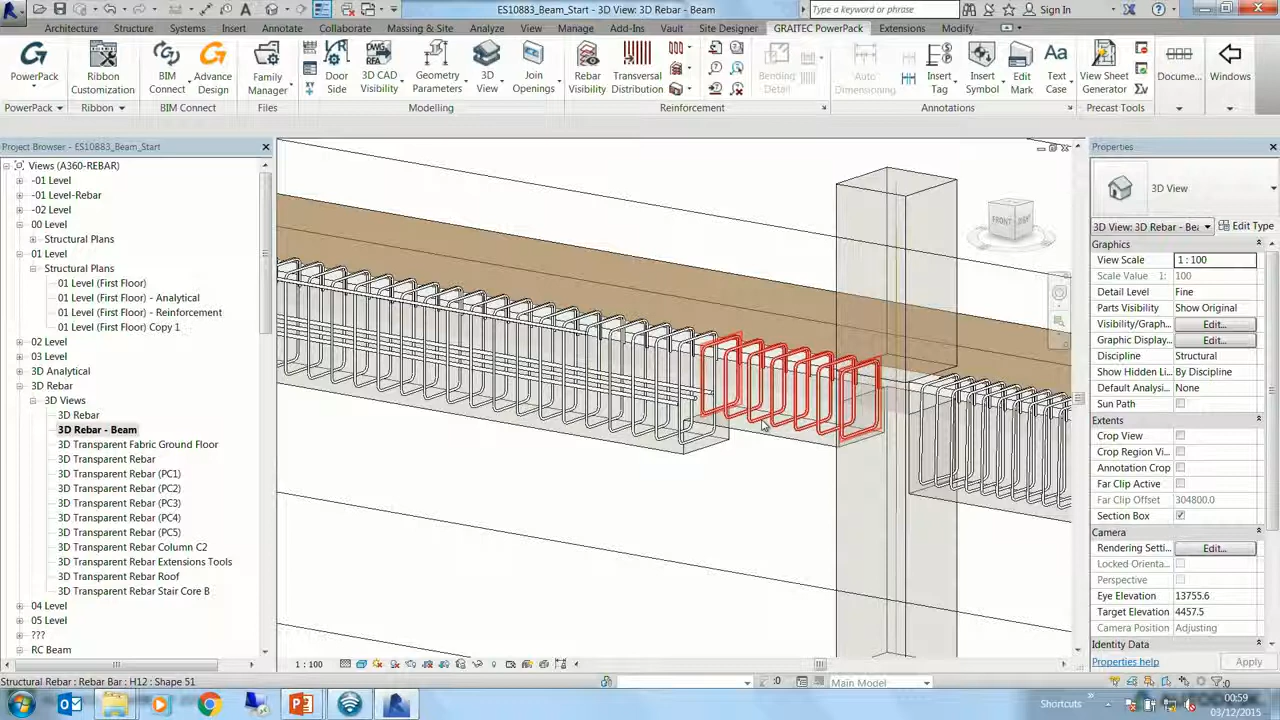 ES10883_Beam_Start - 3D View: 3D Rebar - Beam
Type a keyword or phrase
Sign In
Architecture Structure Systems Insert Annotate Collaborate Massing & Site Analyze View Manage Add-Ins Vault Site Designer GRAITEC PowerPack Extensions Modify
PowerPack
Ribbon Customization
BIM Connect
Advance Design
Family Manager
Door Side
3D CAD Visibility
Geometry Parameters
3D View
Join Openings
Rebar Visibility
Transversal Distribution
Bending Detail
Auto Dimensioning
Insert Tag
Insert Symbol
Edit Mark
Text Case
View Sheet Generator
Docume...
Windows
PowerPack Ribbon BIM Connect Files Modelling Reinforcement Annotations Precast Tools
Project Browser - ES10883_Beam_Start
Views (A360-REBAR)
-01 Level
-01 Level-Rebar
-02 Level
00 Level
Structural Plans
01 Level
Structural Plans
01 Level (First Floor)
01 Level (First Floor) - Analytical
01 Level (First Floor) - Reinforcement
01 Level (First Floor) Copy 1
02 Level
03 Level
3D Analytical
3D Rebar
3D Views
3D Rebar
3D Rebar - Beam
3D Transparent Fabric Ground Floor
3D Transparent Rebar
3D Transparent Rebar (PC1)
3D Transparent Rebar (PC2)
3D Transparent Rebar (PC3)
3D Transparent Rebar (PC4)
3D Transparent Rebar (PC5)
3D Transparent Rebar Column C2
3D Transparent Rebar Extensions Tools
3D Transparent Rebar Roof
3D Transparent Rebar Stair Core B
04 Level
05 Level
???
RC Beam
FRONT
Properties
3D View
3D View: 3D Rebar - Be Edit Type
Graphics
View Scale 1 : 100
Scale Value 1: 100
Detail Level Fine
Parts Visibility Show Original
Visibility/Graph... Edit...
Graphic Display... Edit...
Discipline Structural
Show Hidden Li... By Discipline
Default Analysi... None
Sun Path
Extents
Crop View
Crop Region Vi...
Annotation Crop
Far Clip Active
Far Clip Offset 304800.0
Section Box
Camera
Rendering Setti... Edit...
Locked Orienta...
Perspective
Eye Elevation 13755.6
Target Elevation 4457.5
Camera Position Adjusting
Identity Data
Properties help Apply
1 : 100
Structural Rebar : Rebar Bar : H12 : Shape 51
:0
Main Model
:0
Shortcuts
00:59
03/12/2015